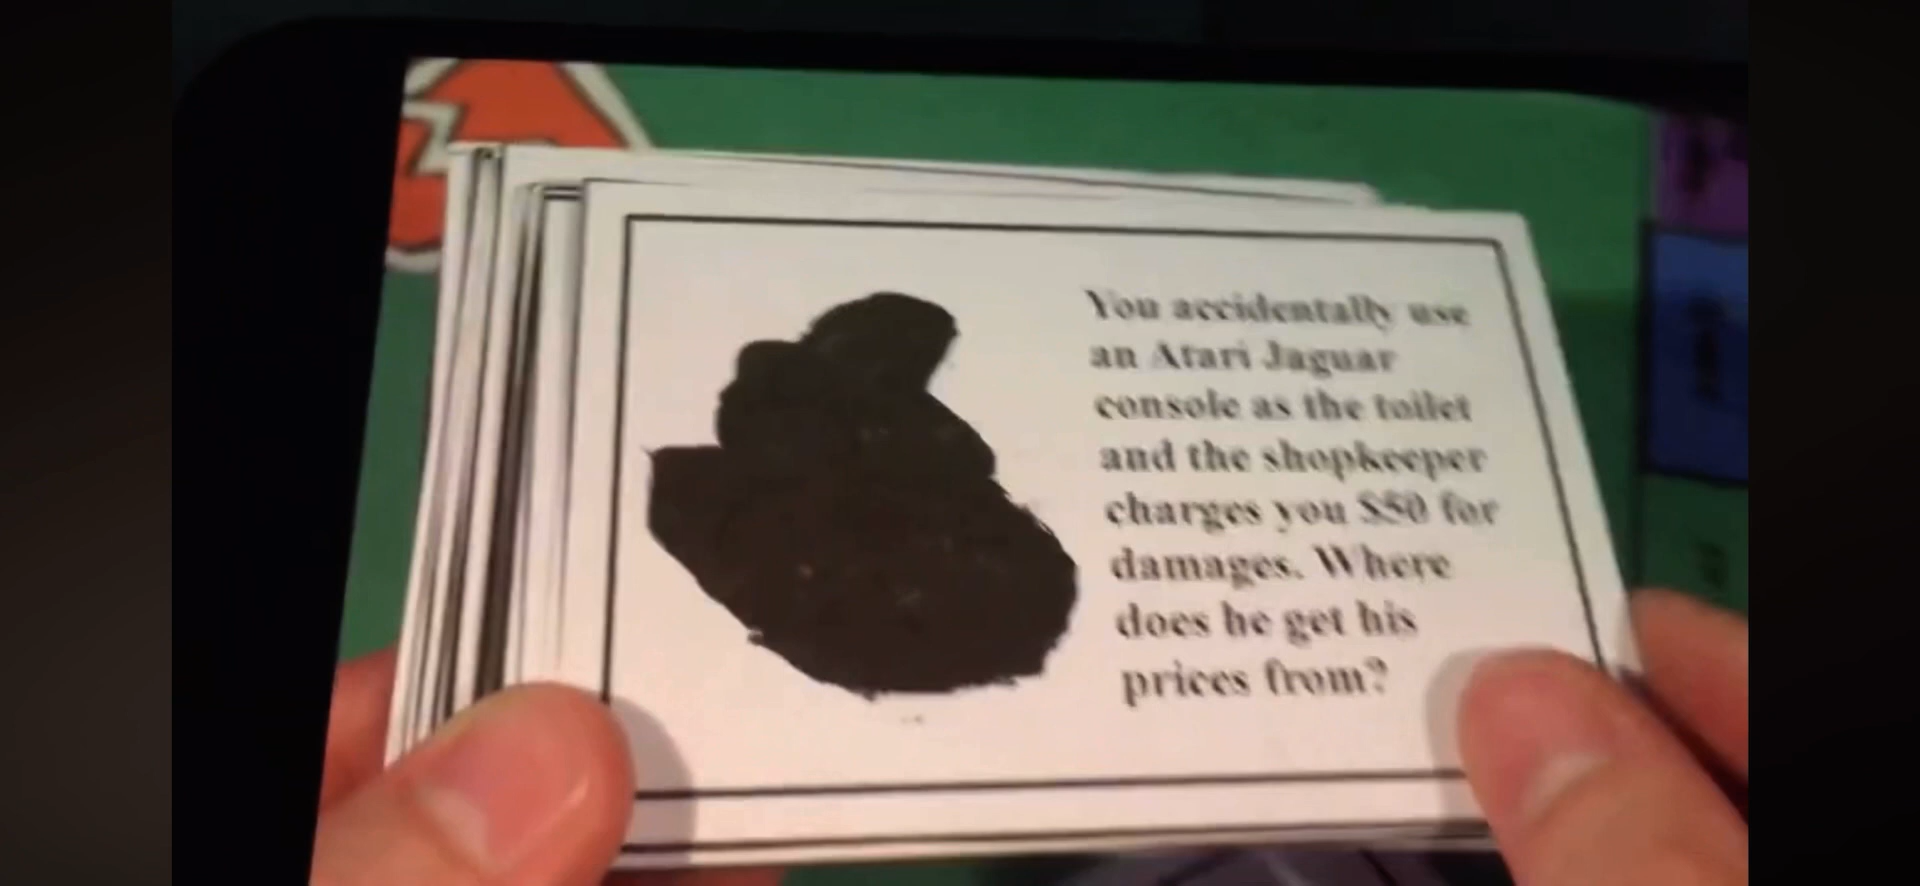 You accidentally use
an Atari Jaguar
console as the toilet
and the shopkeeper
charges you $50 for
damages. Where
does he get his
prices from?